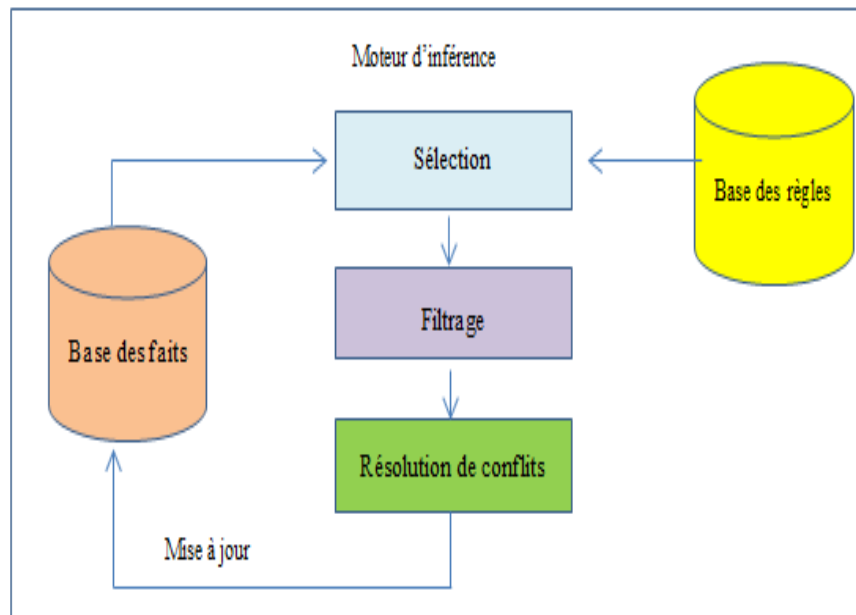 Moteur d'inférence
Sélection
Base des règles
Filtrage
Base des faits
Résolution de conflits
Mise à jour